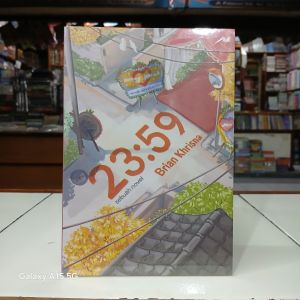 23:59
sebuah novel
Brian Khrisna
Galaxy A15 5G